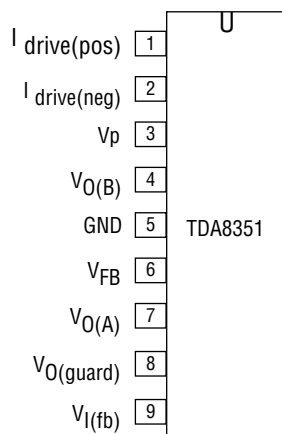 I drive(pos) 1
I drive(neg) 2
Vp 3
VO(B) 4
GND 5 TDA8351
VFB 6
VO(A) 7
VO(guard) 8
VI(fb) 9